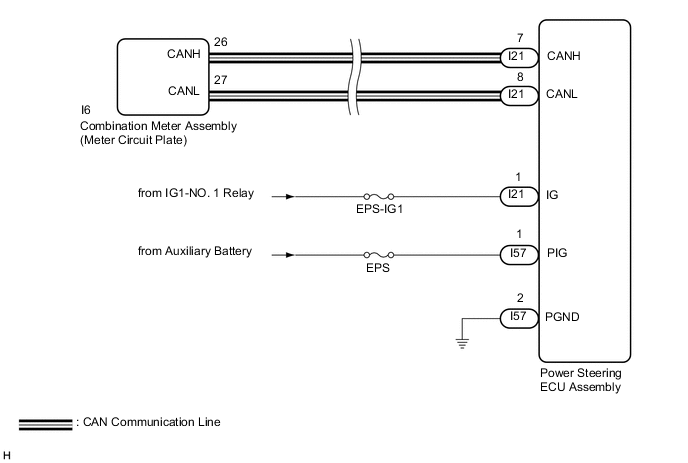 7
26
CANH
I21
CANH
27
8
CANL
I21
CANL
I6
Combination Meter Assembly
(Meter Circuit Plate)
1
from IG1-NO. 1 Relay
I21
IG
EPS-IG1
1
from Auxiliary Battery
I57
PIG
EPS
2
I57
PGND
Power Steering
ECU Assembly
: CAN Communication Line
H